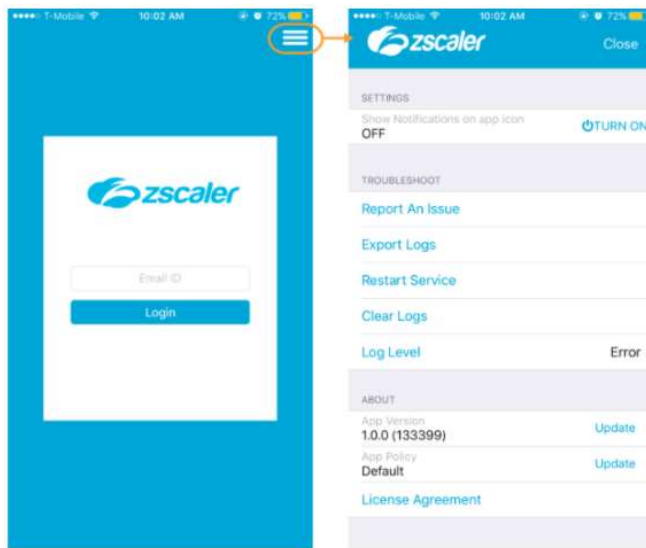 T-Mobile
10:02 AM
72%
zscaler
Email ID
Login
T-Mobile
10:02 AM
72%
zscaler
Close
SETTINGS
Show Notifications on app icon
OFF
TURN ON
TROUBLESHOOT
Report An Issue
Export Logs
Restart Service
Clear Logs
Log Level
Error
ABOUT
App Version
1.0.0 (133399)
Update
App Policy
Default
Update
License Agreement